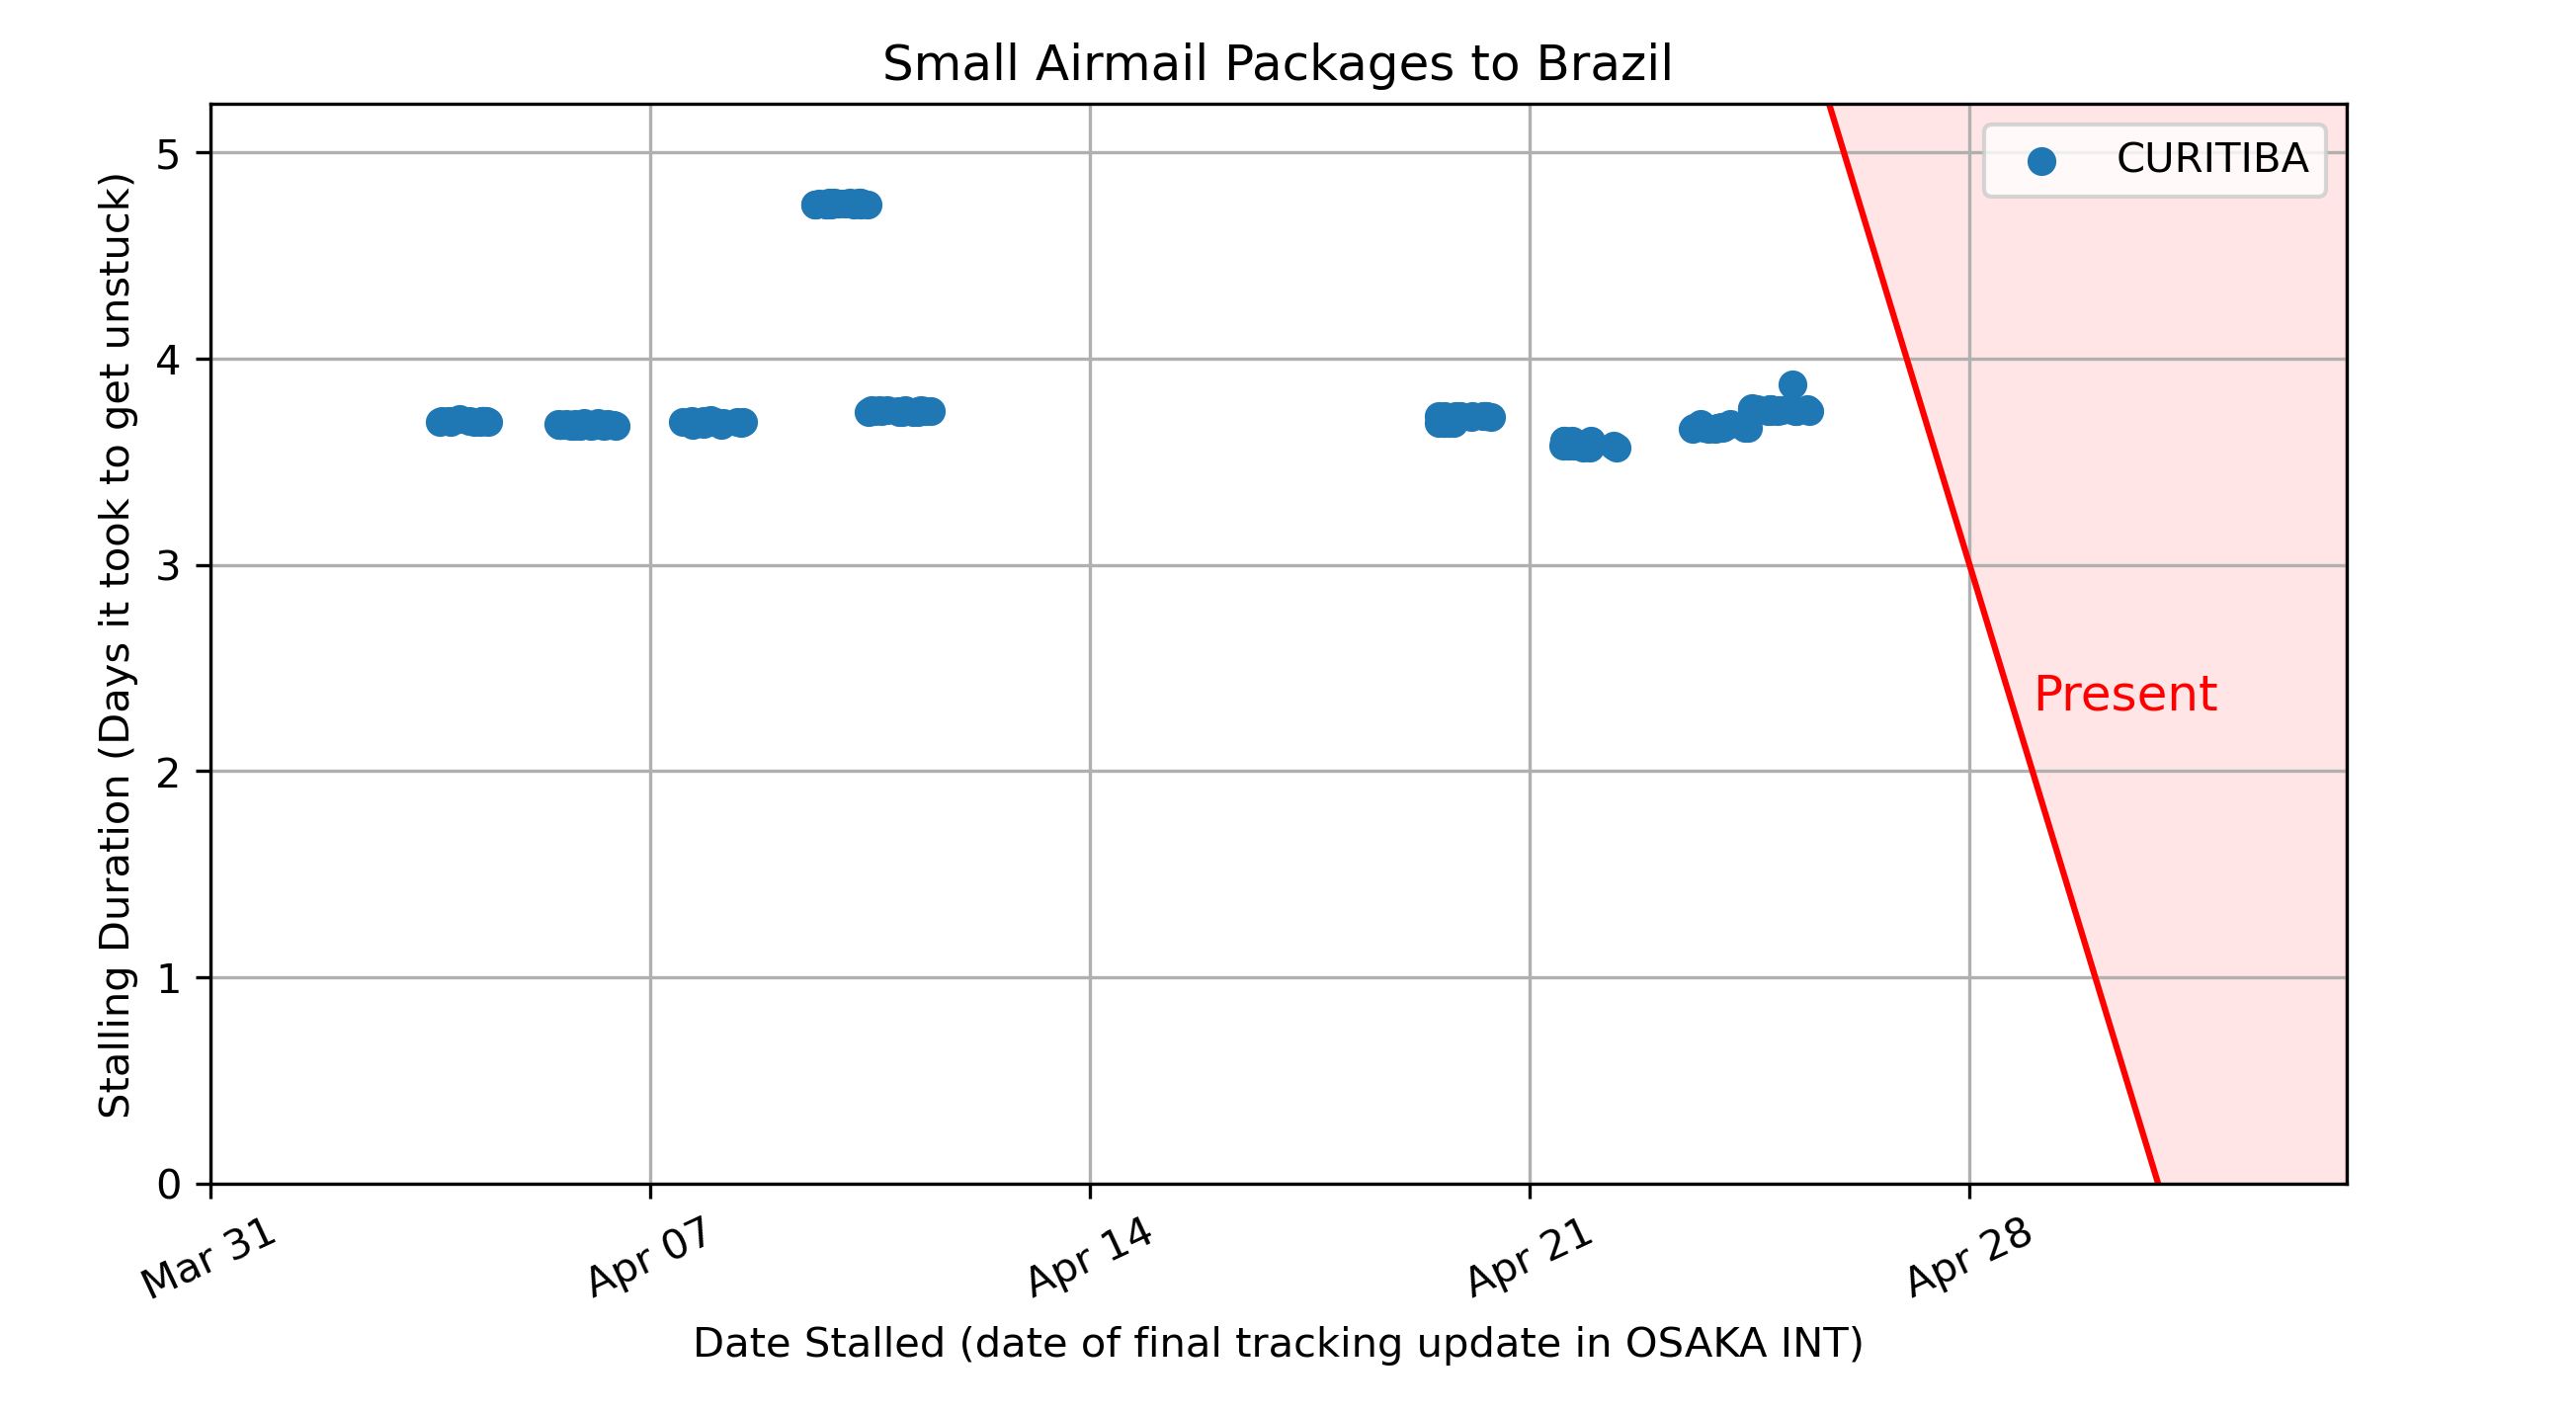 Small Airmail Packages to Brazil
CURITIBA
Present
Stalling Duration (Days it took to get unstuck)
5
4
3
2
1
0
Mar 31
Apr 07
Apr 14
Apr 21
Apr 28
Date Stalled (date of final tracking update in OSAKA INT)